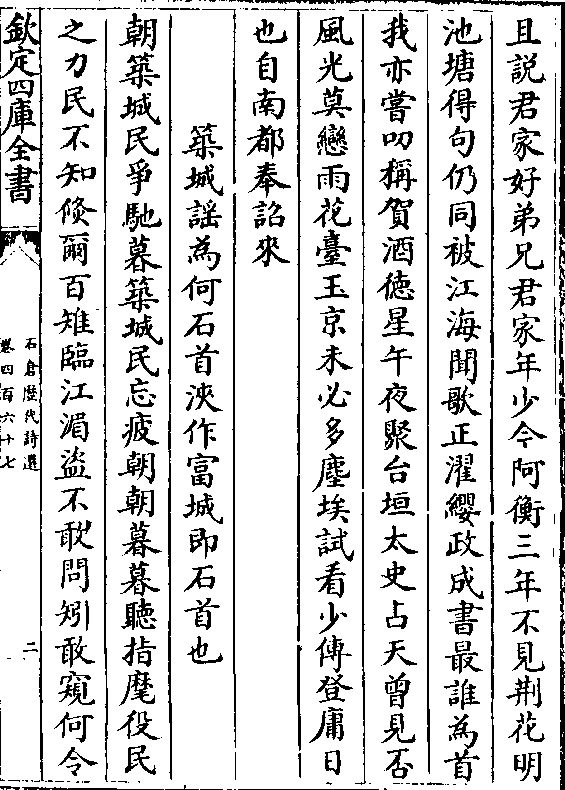 且説君家好弟兄君家年少今阿衡三年不見荆花明
池塘得句仍同被江海聞歌正濯纓政成書最誰為首
我亦嘗叨稱賀酒徳星午夜聚台垣太史占天曾見否
風光莫戀雨花臺玉京未必多塵埃試看少傅登庸日
也自南都奉詔來
築城謡為何石首浹作富城即石首也
朝築城民爭馳暮築城民忘疲朝朝暮暮聽指麾役民
之力民不知倐爾百雉臨江湄盜不敢問矧敢窺何令
欽定四庫全書
石倉歴代詩選
卷四百六十七
二